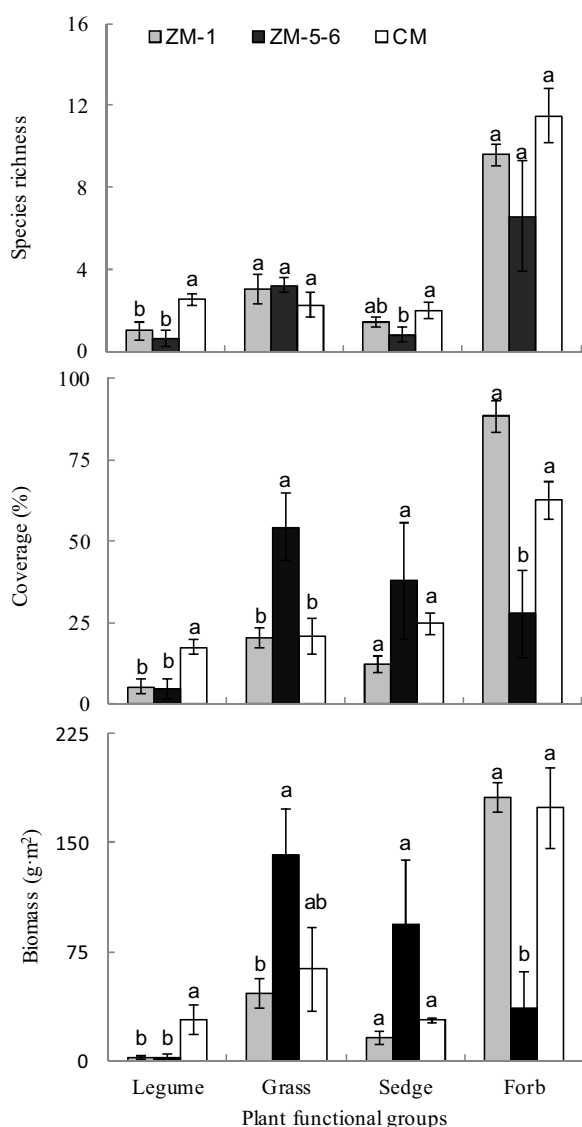 16
ZM-1 ZM-5-6 CM
12
8
4
0
Species richness
b b a
a a a
ab b a
a a a
100
75
50
25
0
Coverage (%)
b b a
b a b
a a a
a b a
225
150
75
0
Biomass (g·m²)
b b a
b a ab
a a a
a b a
Legume Grass Sedge Forb
Plant functional groups